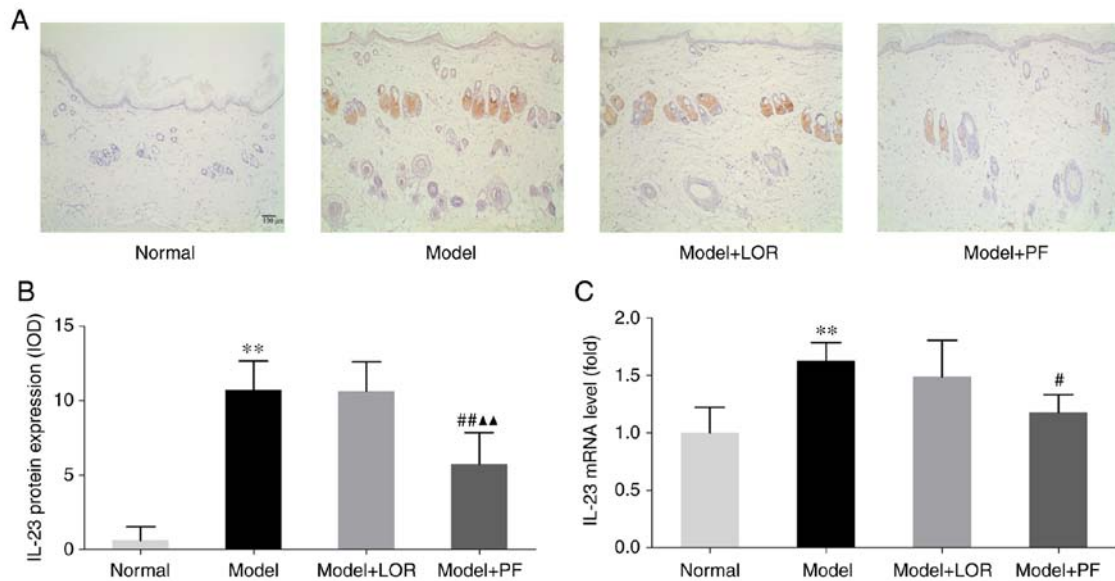 A
150 µm
Normal
Model
Model+LOR
Model+PF
B
IL-23 protein expression (IOD)
15
10
5
0
**
##▲▲
Normal
Model
Model+LOR
Model+PF
C
IL-23 mRNA level (fold)
2.0
1.5
1.0
0.5
0.0
**
#
Normal
Model
Model+LOR
Model+PF